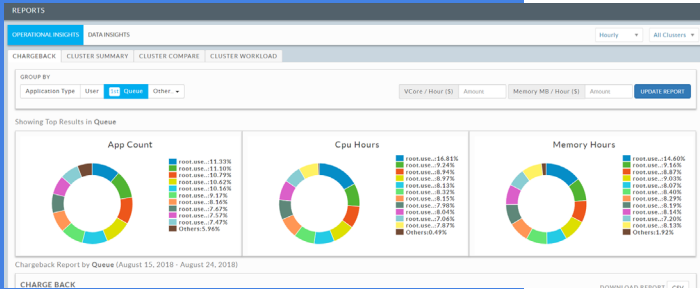 REPORTS
OPERATIONAL INSIGHTS DATA INSIGHTS Hourly All Clusters
CHARGEBACK CLUSTER SUMMARY CLUSTER COMPARE CLUSTER WORKLOAD
GROUP BY
Application Type User 1st Queue Other VCore / Hour ($) Amount Memory MB / Hour ($) Amount UPDATE REPORT
Showing Top Results in Queue
App Count
root.use..:11.33%
root.use..:11.10%
root.use..:10.79%
root.use..:10.62%
root.use..:10.16%
root.use..:9.17%
root.use..:8.16%
root.use..:7.67%
root.use..:7.57%
root.use..:7.47%
Others:5.96%
Cpu Hours
root.use..:16.81%
root.use..:9.24%
root.use..:8.94%
root.use..:8.97%
root.use..:8.13%
root.use..:8.32%
root.use..:8.15%
root.use..:7.98%
root.use..:8.04%
root.use..:7.06%
root.use..:7.87%
Others:0.49%
Memory Hours
root.use..:14.60%
root.use..:9.16%
root.use..:8.87%
root.use..:9.03%
root.use..:8.07%
root.use..:8.40%
root.use..:8.29%
root.use..:8.19%
root.use..:8.14%
root.use..:7.20%
root.use..:8.13%
Others:1.92%
Chargeback Report by Queue (August 15, 2018 - August 24, 2018)
CHARGE BACK DOWNLOAD REPORT CSV